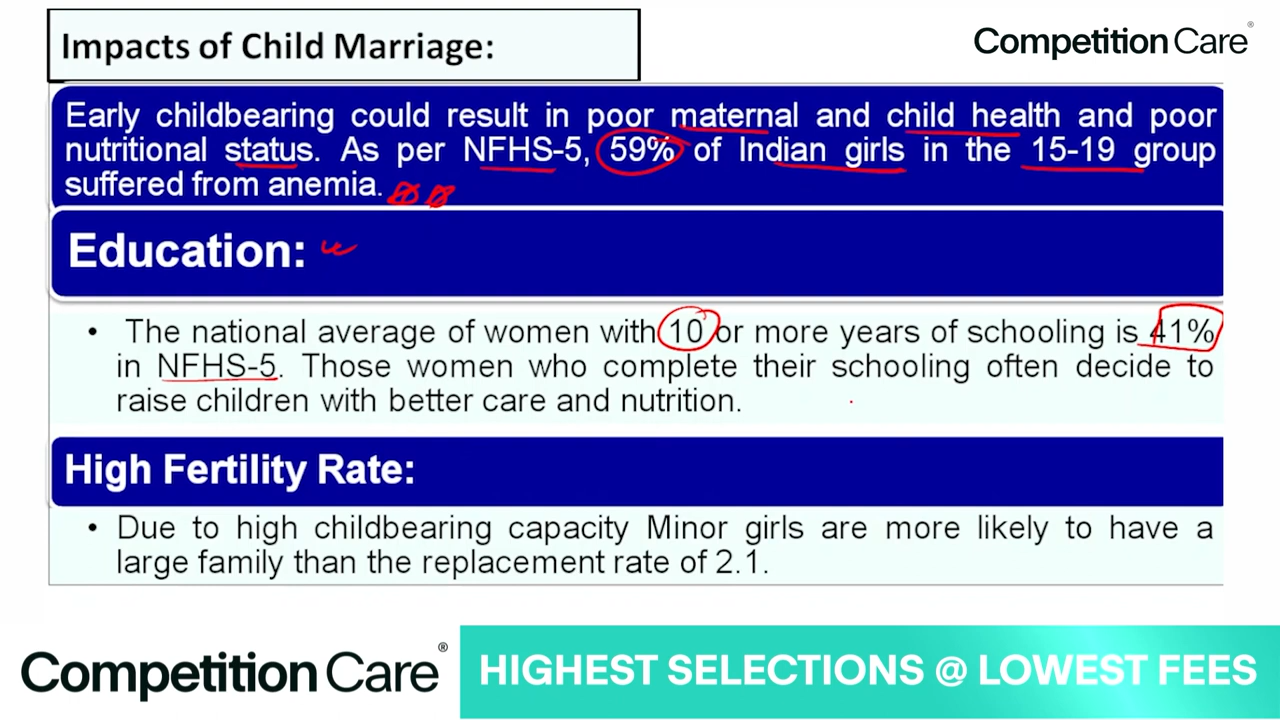 Impacts of Child Marriage:
Competition Care®
Early childbearing could result in poor maternal and child health and poor
nutritional status. As per NFHS-5, 59% of Indian girls in the 15-19 group
suffered from anemia.
Education:
• The national average of women with 10 or more years of schooling is 41%
in NFHS-5. Those women who complete their schooling often decide to
raise children with better care and nutrition.
High Fertility Rate:
• Due to high childbearing capacity Minor girls are more likely to have a
large family than the replacement rate of 2.1.
Competition Care®
HIGHEST SELECTIONS @ LOWEST FEES